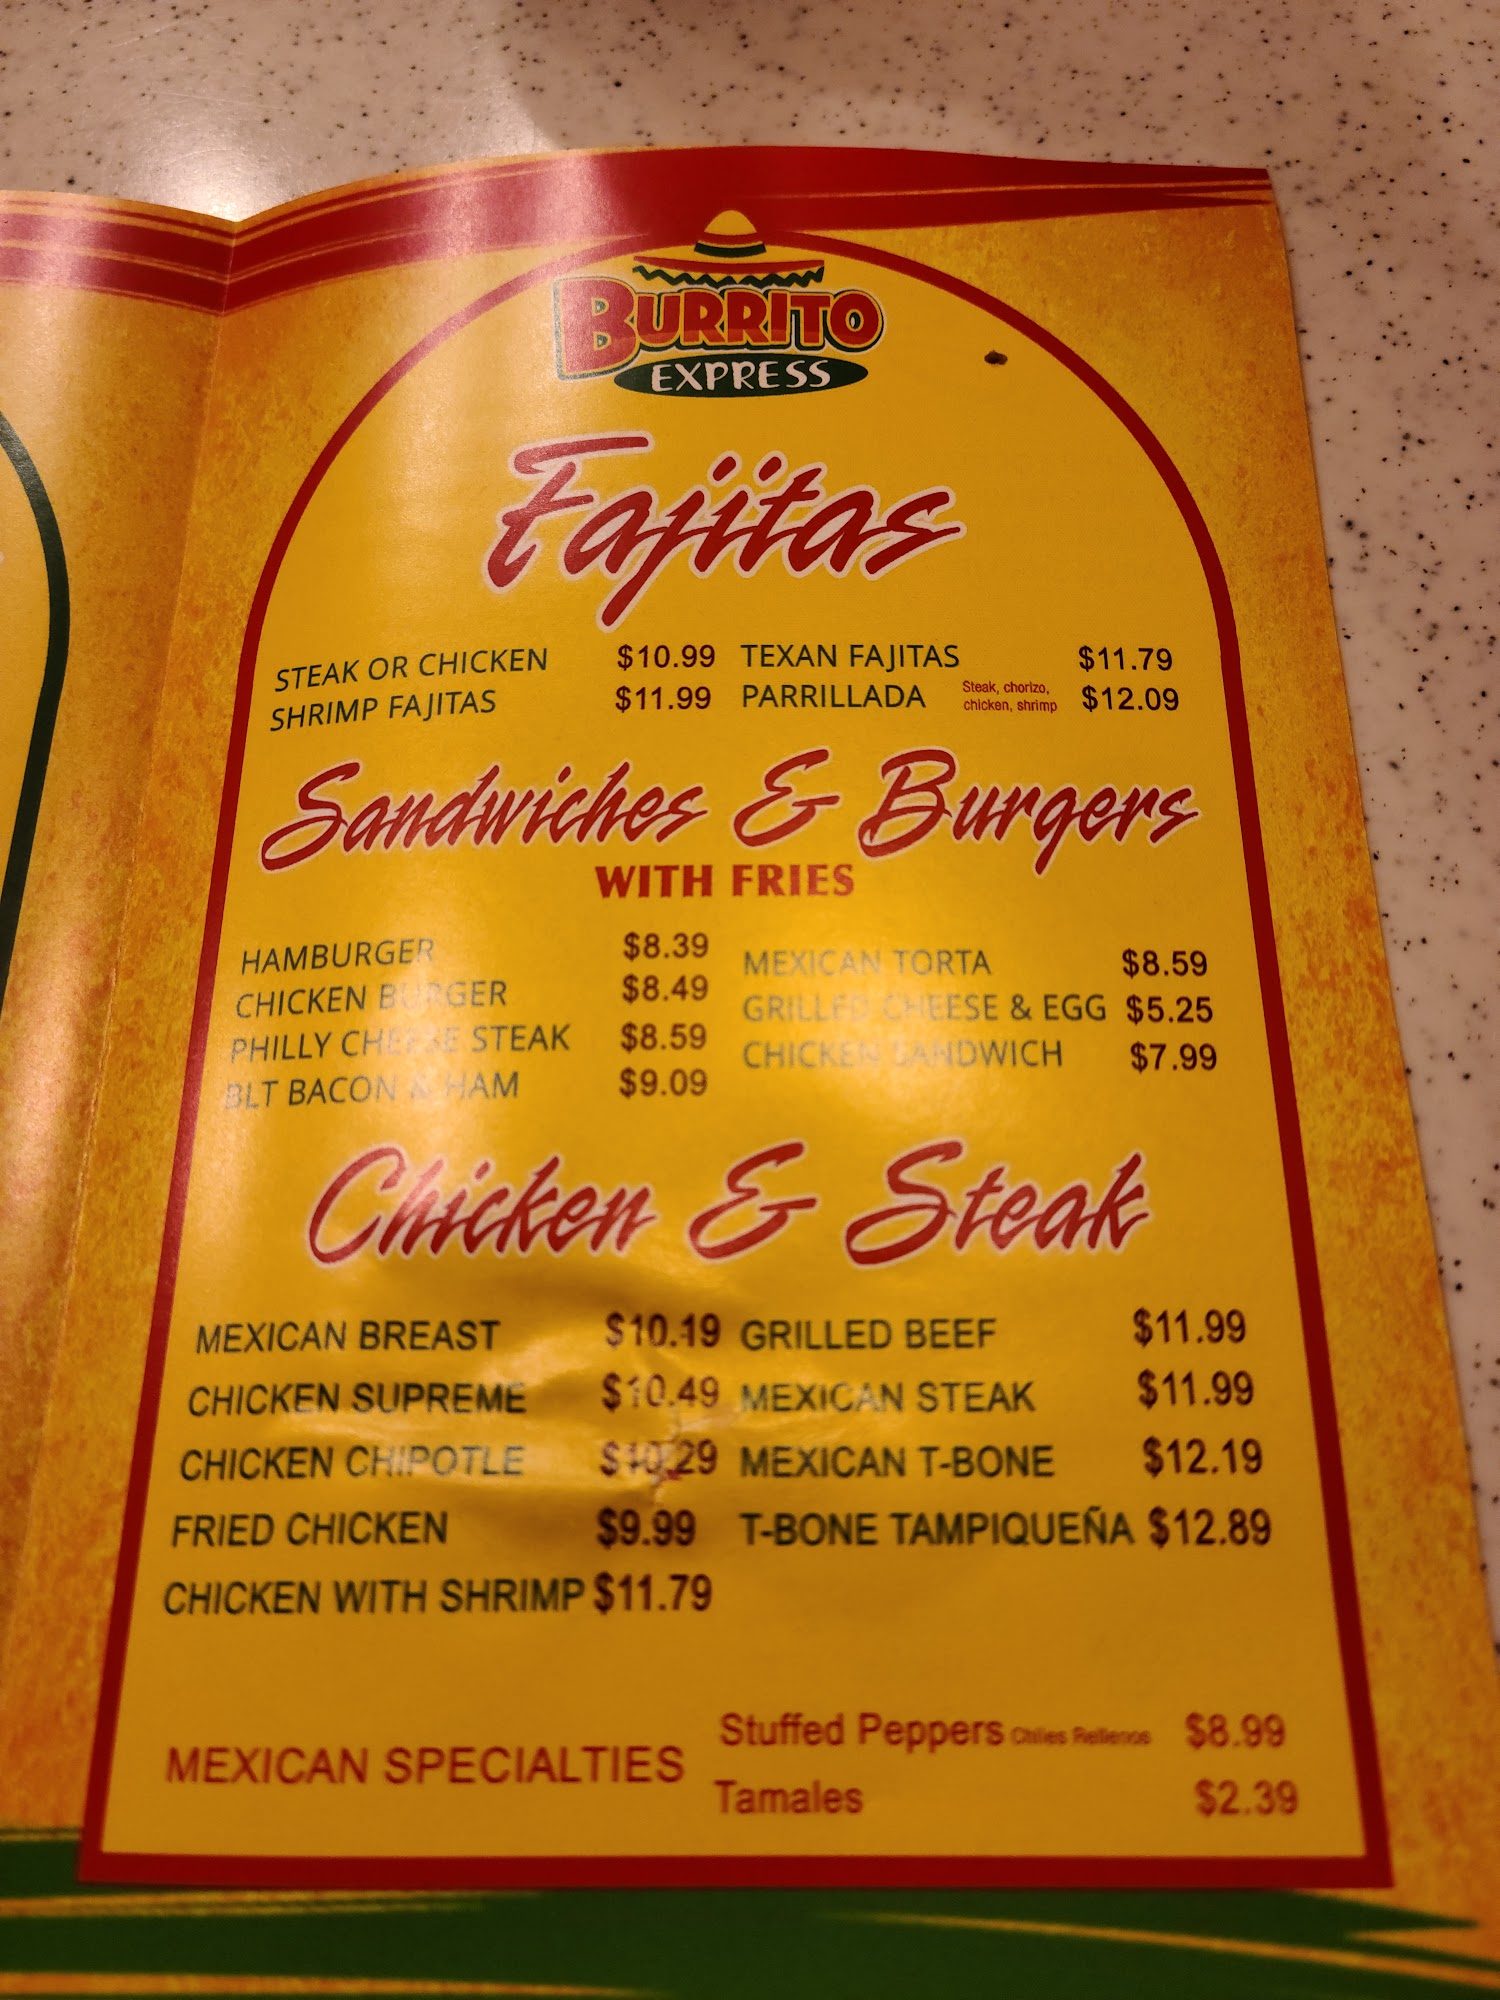 BURRITO
EXPRESS
Fajitas
STEAK OR CHICKEN $10.99
SHRIMP FAJITAS $11.99
TEXAN FAJITAS $11.79
PARRILLADA Steak, chorizo, $12.09
chicken, shrimp
Sandwiches & Burgers
WITH FRIES
HAMBURGER $8.39
CHICKEN BURGER $8.49
PHILLY CHEESE STEAK $8.59
BLT BACON & HAM $9.09
MEXICAN TORTA $8.59
GRILLED CHEESE & EGG $5.25
CHICKEN SANDWICH $7.99
Chicken & Steak
MEXICAN BREAST $10.19
CHICKEN SUPREME $10.49
CHICKEN CHIPOTLE $10.29
FRIED CHICKEN $9.99
CHICKEN WITH SHRIMP $11.79
GRILLED BEEF $11.99
MEXICAN STEAK $11.99
MEXICAN T-BONE $12.19
T-BONE TAMPIQUEÑA $12.89
MEXICAN SPECIALTIES
Stuffed Peppers Chiles Rellenos $8.99
Tamales $2.39